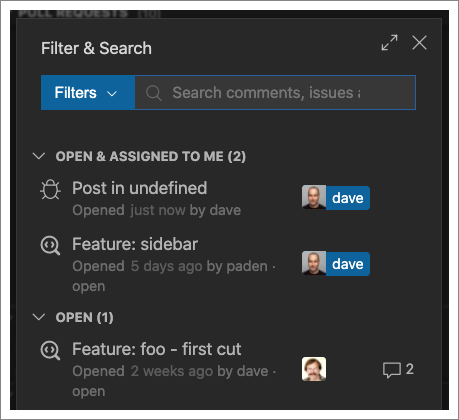 PULL REQUESTS (10)
Filter & Search
Filters
Search comments, issues a
OPEN & ASSIGNED TO ME (2)
Post in undefined
dave
Opened just now by dave
Feature: sidebar
dave
Opened 5 days ago by paden ·
open
OPEN (1)
Feature: foo - first cut
2
Opened 2 weeks ago by dave ·
open